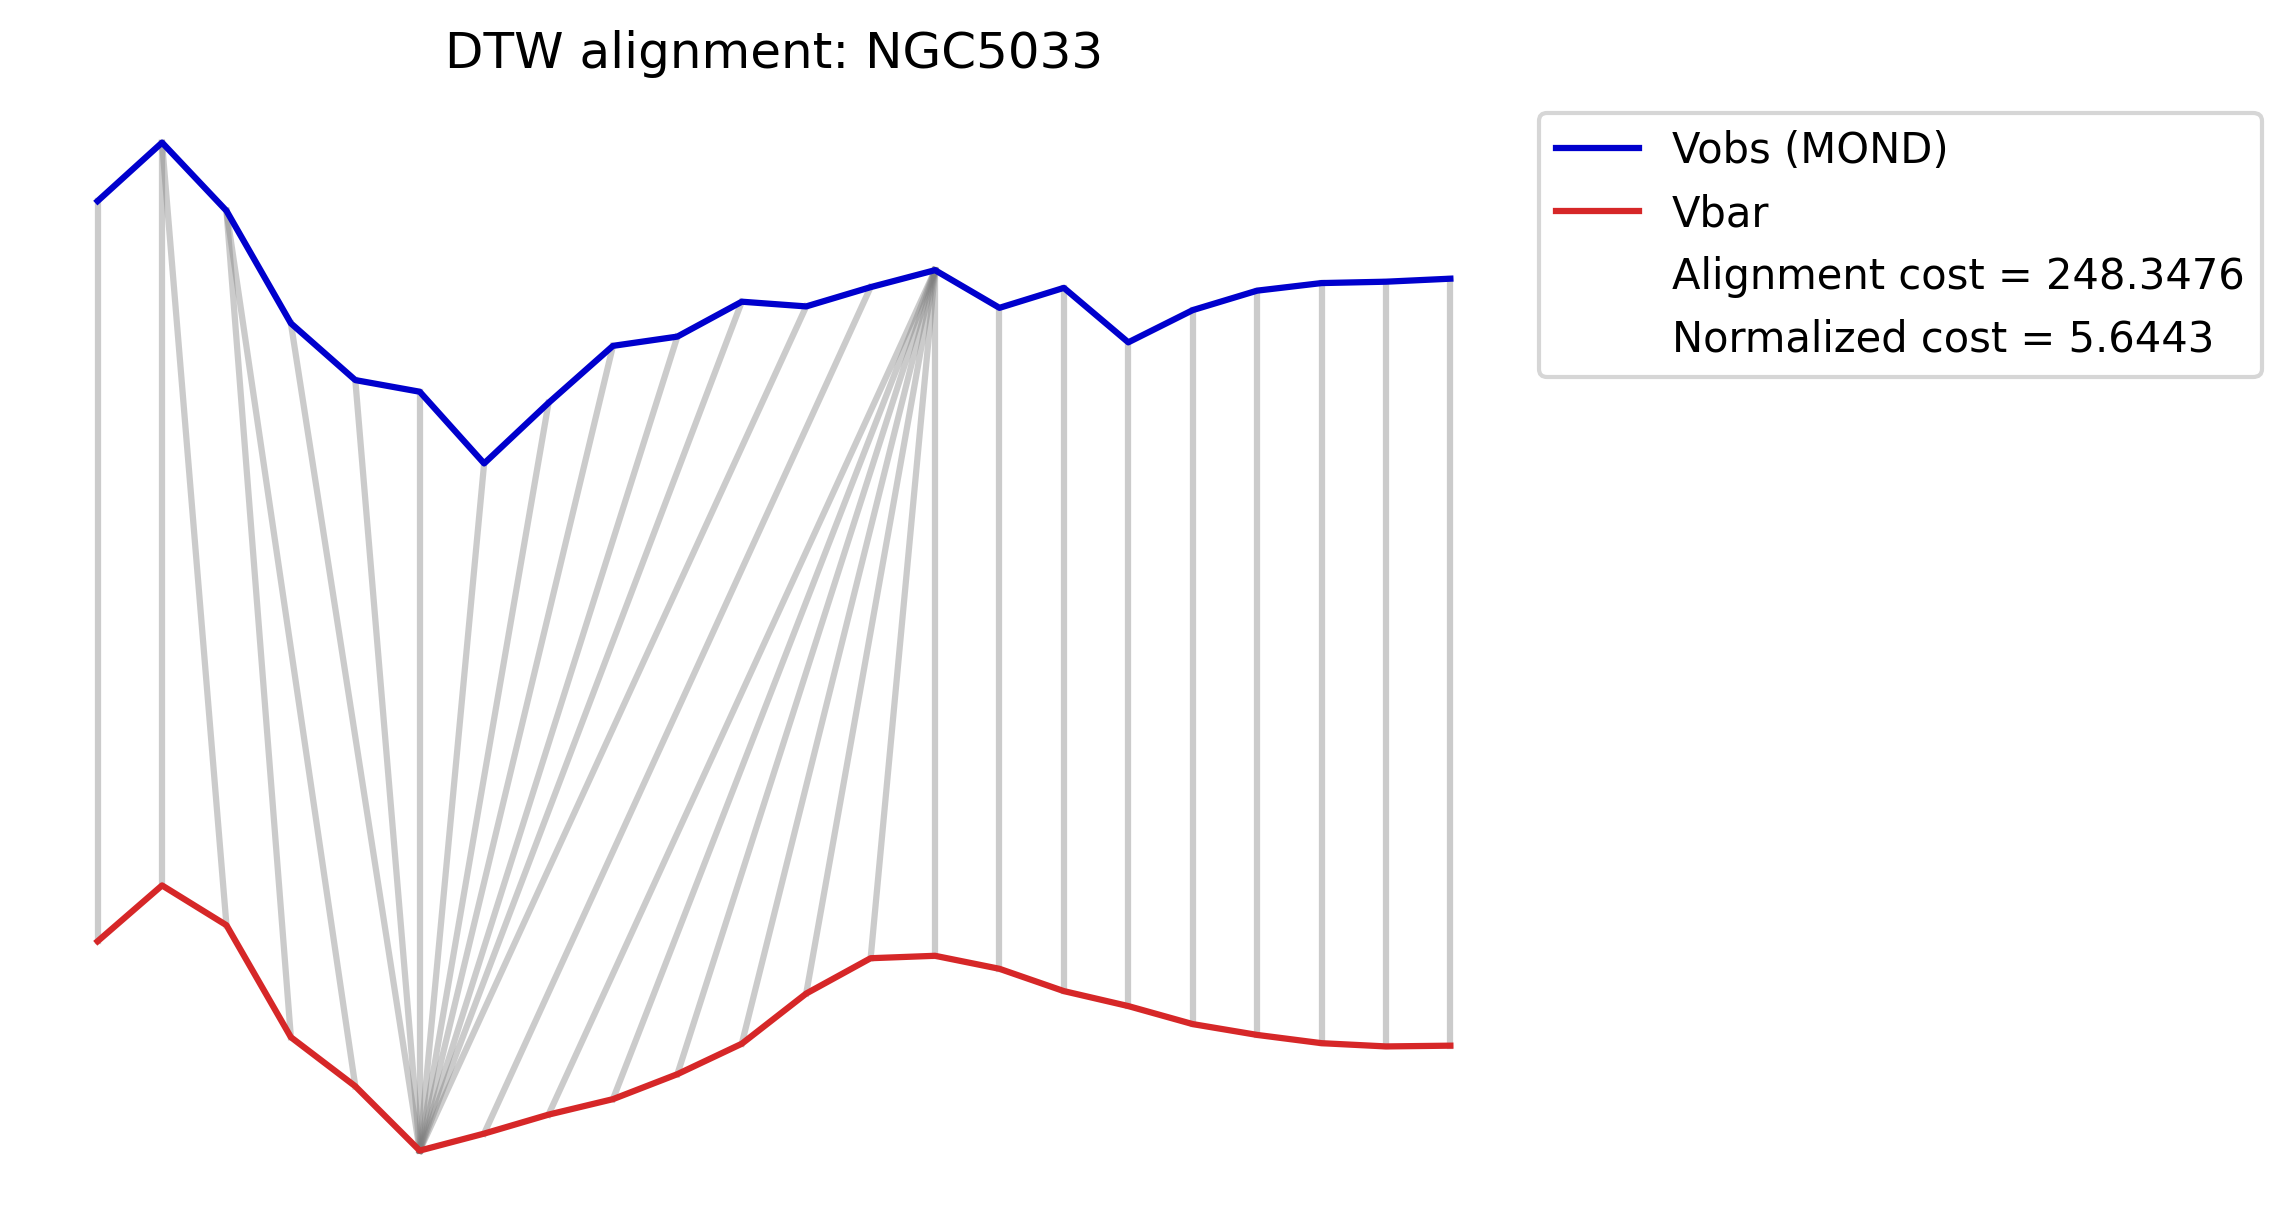 DTW alignment: NGC5033
Vobs (MOND)
Vbar
Alignment cost = 248.3476
Normalized cost = 5.6443